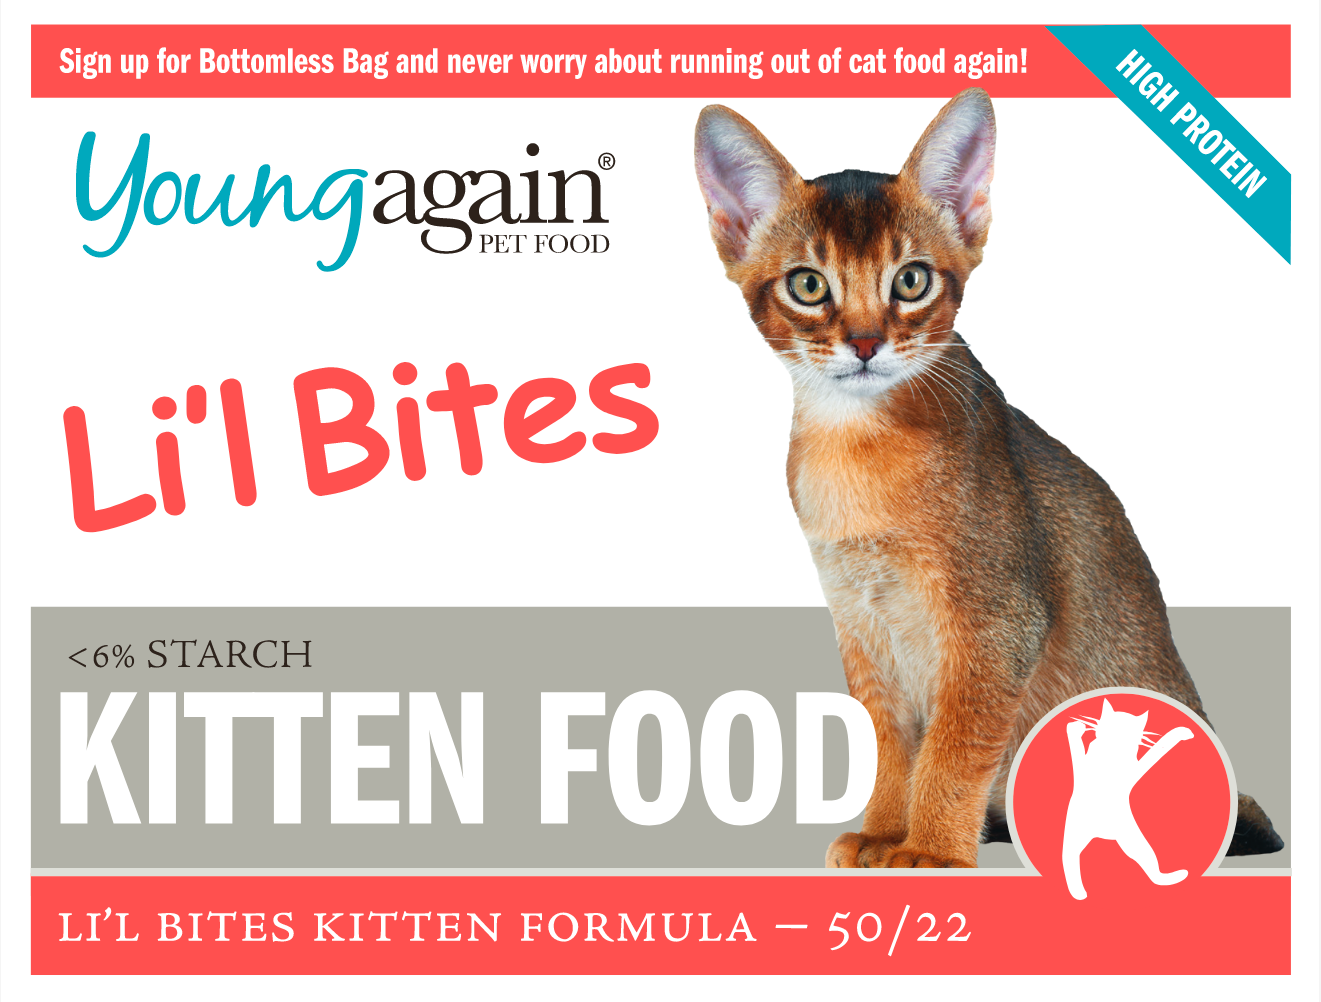 Sign up for Bottomless Bag and never worry about running out of cat food again!
HIGH PROTEIN
Youngagain®
PET FOOD
Li'l Bites
<6% STARCH
KITTEN FOOD
LI’L BITES KITTEN FORMULA – 50/22